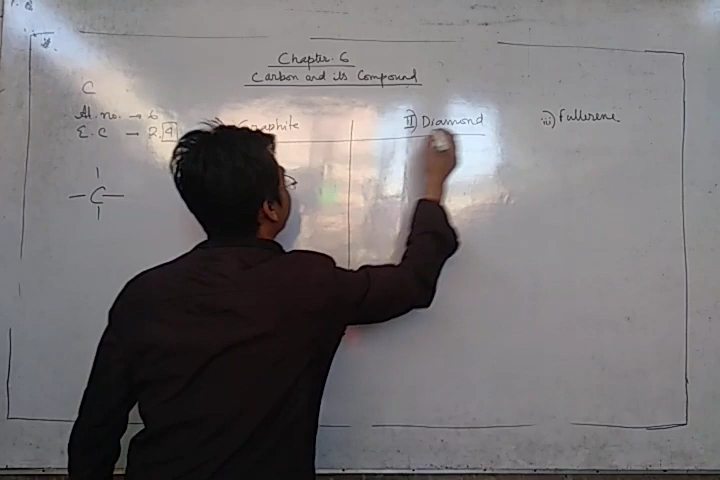 Chapter. 6
Carbon and its Compound
C
At. no. → 6
E.C → 2,4
Graphite
II) Diamond
iii) Fullerene
C